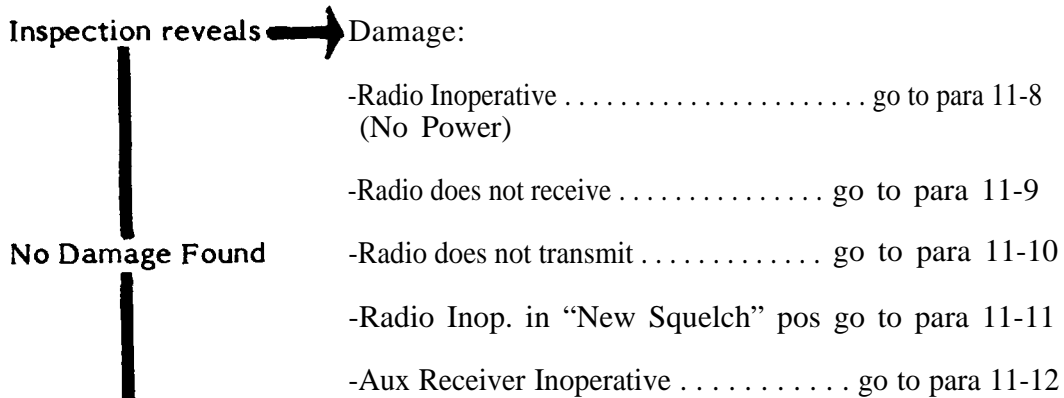 Inspection reveals Damage:
-Radio Inoperative . . . . . . . . . . . . . . . . . . . . . . go to para 11-8
(No Power)
-Radio does not receive . . . . . . . . . . . . . . . go to para 11-9
No Damage Found -Radio does not transmit . . . . . . . . . . . . . go to para 11-10
-Radio Inop. in “New Squelch” pos go to para 11-11
-Aux Receiver Inoperative . . . . . . . . . . . go to para 11-12